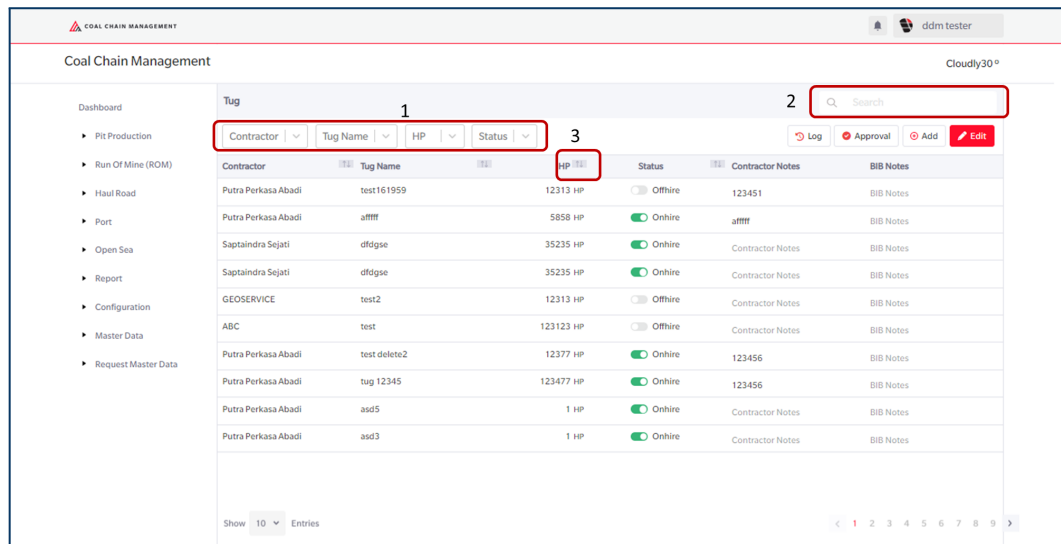 COAL CHAIN MANAGEMENT
ddm tester
Coal Chain Management
Cloudly30°
Dashboard
Pit Production
Run Of Mine (ROM)
Haul Road
Port
Open Sea
Report
Configuration
Master Data
Request Master Data
Tug
1
2
Search
Contractor Tug Name HP Status
3
Log Approval Add Edit
Contractor Tug Name HP Status Contractor Notes BIB Notes
Putra Perkasa Abadi test161959 12313 HP Offhire 123451 BIB Notes
Putra Perkasa Abadi afffff 5858 HP Onhire afffff BIB Notes
Saptaindra Sejati dfdgse 35235 HP Onhire Contractor Notes BIB Notes
Saptaindra Sejati dfdgse 35235 HP Onhire Contractor Notes BIB Notes
GEOSERVICE test2 12313 HP Offhire Contractor Notes BIB Notes
ABC test 123123 HP Offhire Contractor Notes BIB Notes
Putra Perkasa Abadi test delete2 12377 HP Onhire 123456 BIB Notes
Putra Perkasa Abadi tug 12345 123477 HP Onhire 123456 BIB Notes
Putra Perkasa Abadi asd5 1 HP Onhire Contractor Notes BIB Notes
Putra Perkasa Abadi asd3 1 HP Onhire Contractor Notes BIB Notes
Show 10 Entries
< 1 2 3 4 5 6 7 8 9 >